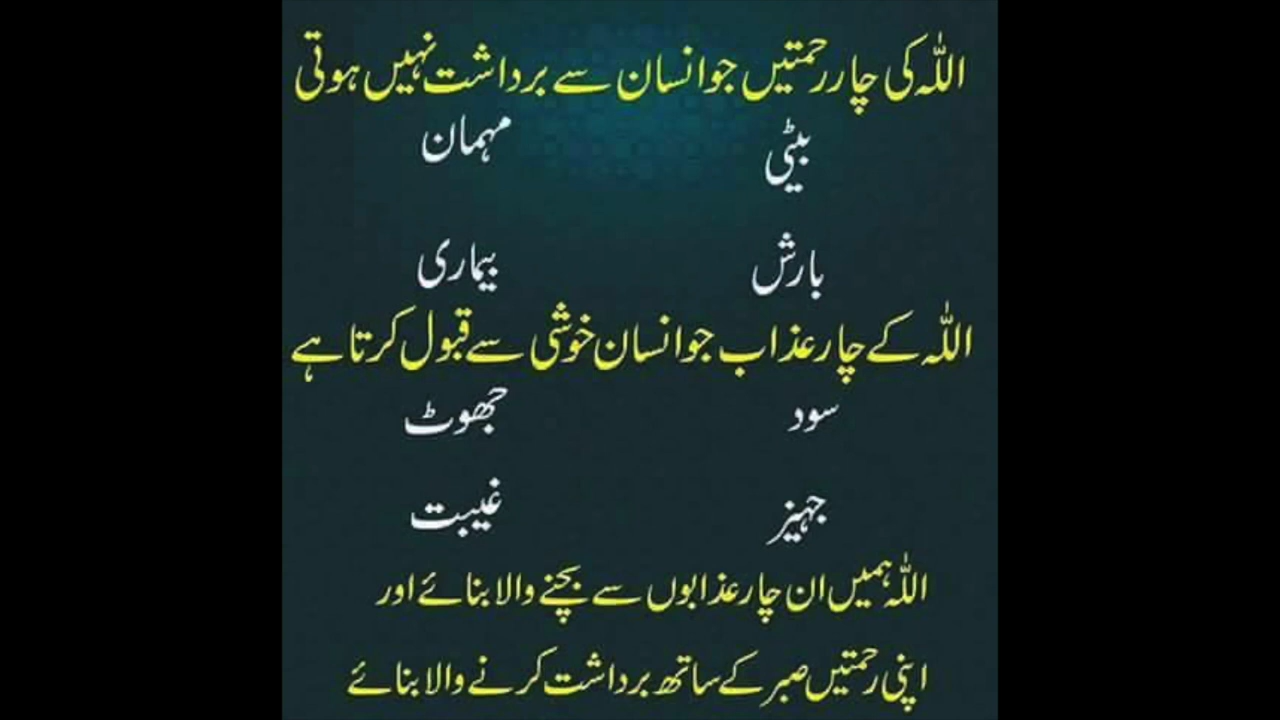 اللہ کی چار رحمتیں جو انسان سے برداشت نہیں ہوتی
بیٹی مہمان
بارش بیماری
اللہ کے چار عذاب جو انسان خوشی سے قبول کرتا ہے
سود جھوٹ
جہیز غیبت
اللہ ہمیں ان چار عذابوں سے بچنے والا بنائے اور
اپنی رحمتیں صبر کے ساتھ برداشت کرنے والا بنائے